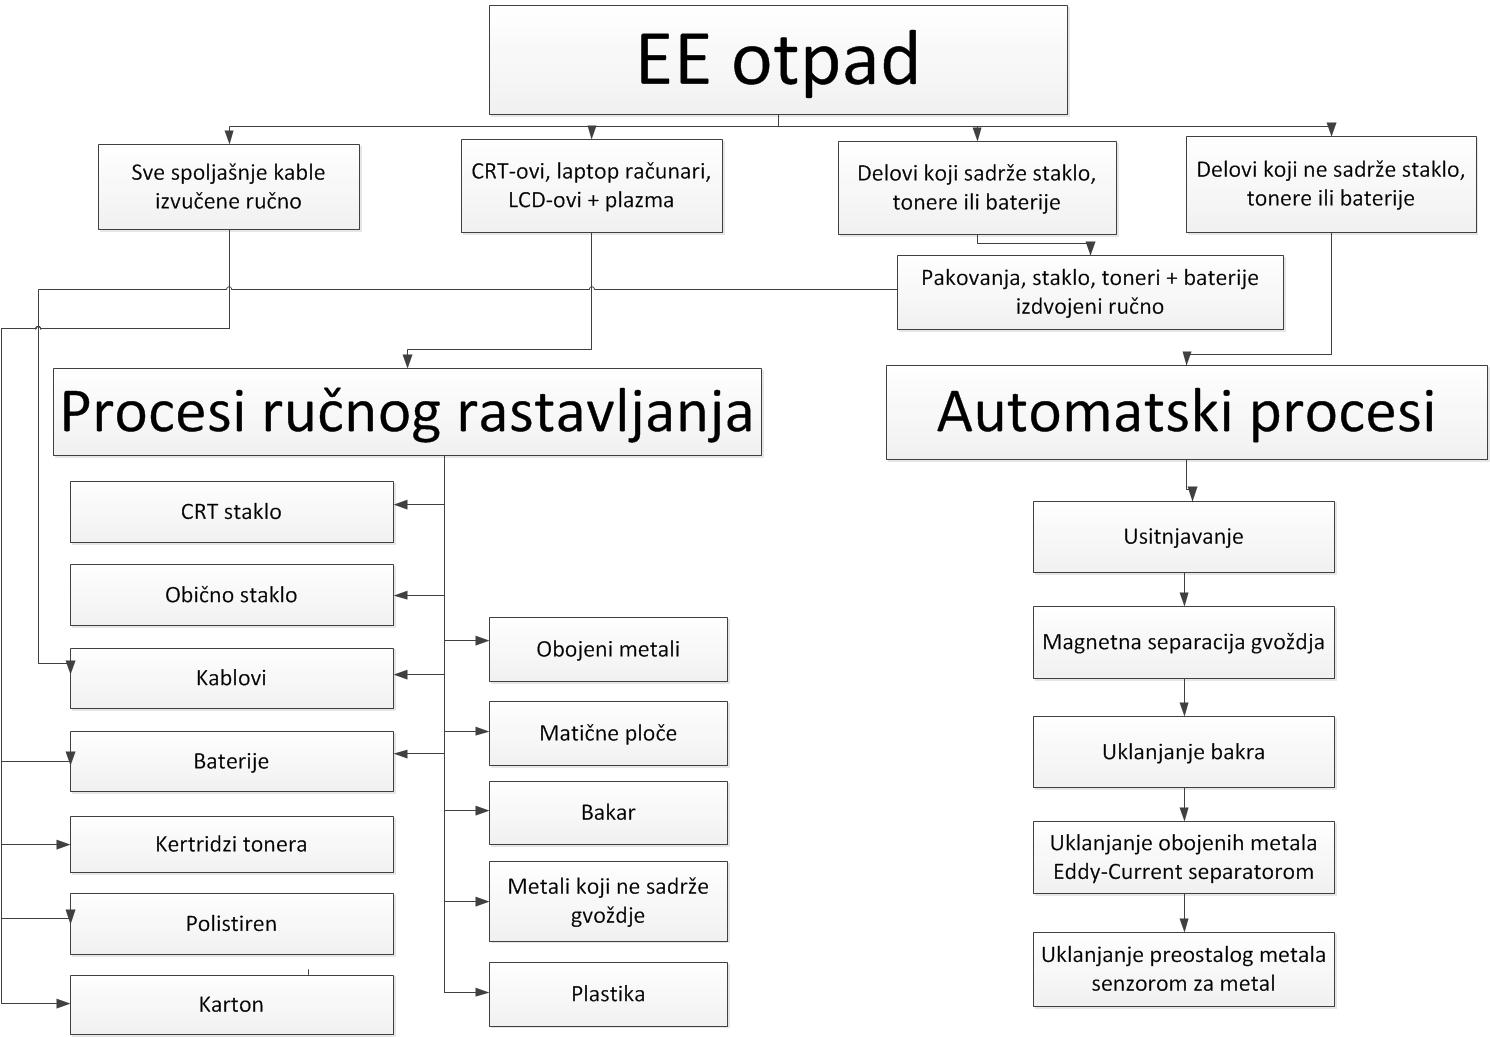 EE otpad
Sve spoljašnje kable
izvučene ručno
CRT-ovi, laptop računari,
LCD-ovi + plazma
Delovi koji sadrže staklo,
tonere ili baterije
Delovi koji ne sadrže staklo,
tonere ili baterije
Pakovanja, staklo, toneri + baterije
izdvojeni ručno
Procesi ručnog rastavljanja
CRT staklo
Obično staklo
Kablovi
Baterije
Kertridzi tonera
Polistiren
Karton
Obojeni metali
Matične ploče
Bakar
Metali koji ne sadrže
gvoždje
Plastika
Automatski procesi
Usitnjavanje
Magnetna separacija gvoždja
Uklanjanje bakra
Uklanjanje obojenih metala
Eddy-Current separatorom
Uklanjanje preostalog metala
senzorom za metal